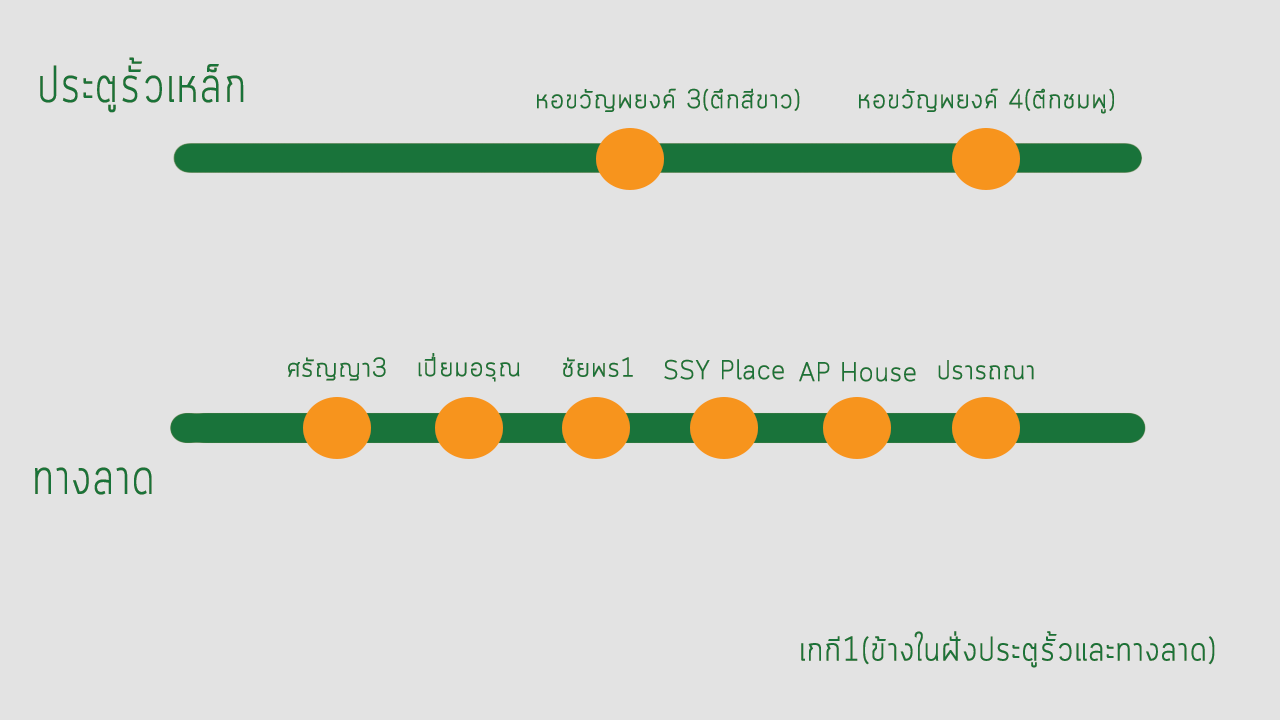 ประตูรั้วเหล็ก
หอขวัญพยงค์ 3(ตึกสีขาว)
หอขวัญพยงค์ 4(ตึกชมพู)
ศรัญญา3
เปี่ยมอรุณ
ชัยพร1
SSY Place
AP House
ปรารถณา
ทางลาด
เกกี1(ข้างในฝั่งประตูรั้วและทางลาด)